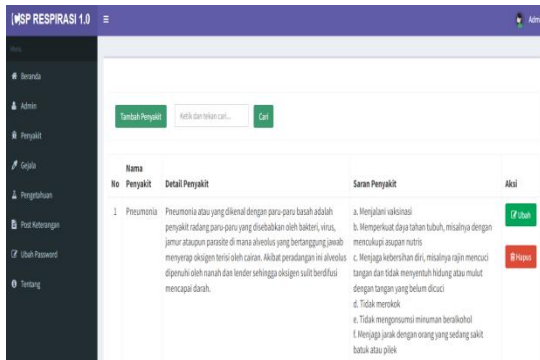 SP RESPIRASI 1.0
Adm
Menu
Beranda
Admin
Penyakit
Gejala
Pengetahuan
Post Keterangan
Ubah Password
Tentang
Tambah Penyakit
Ketik dan tekan cari...
Cari
No Nama Penyakit Detail Penyakit Saran Penyakit Aksi
1 Pneumonia
Pneumonia atau yang dikenal dengan paru-paru basah adalah
penyakit radang paru-paru yang disebabkan oleh bakteri, virus,
jamur ataupun parasite di mana alveolus yang bertanggung jawab
menyerap oksigen terisi oleh cairan. Akibat peradangan ini alveolus
dipenuhi oleh nanah dan lender sehingga oksigen sulit berdifusi
mencapai darah.
a. Menjalani vaksinasi
b. Memperkuat daya tahan tubuh, misalnya dengan
mencukupi asupan nutris
c. Menjaga kebersihan diri, misalnya rajin mencuci
tangan dan tidak menyentuh hidung atau mulut
dengan tangan yang belum dicuci
d. Tidak merokok
e. Tidak mengonsumsi minuman beralkohol
f. Menjaga jarak dengan orang yang sedang sakit
batuk atau pilek
Ubah
Hapus